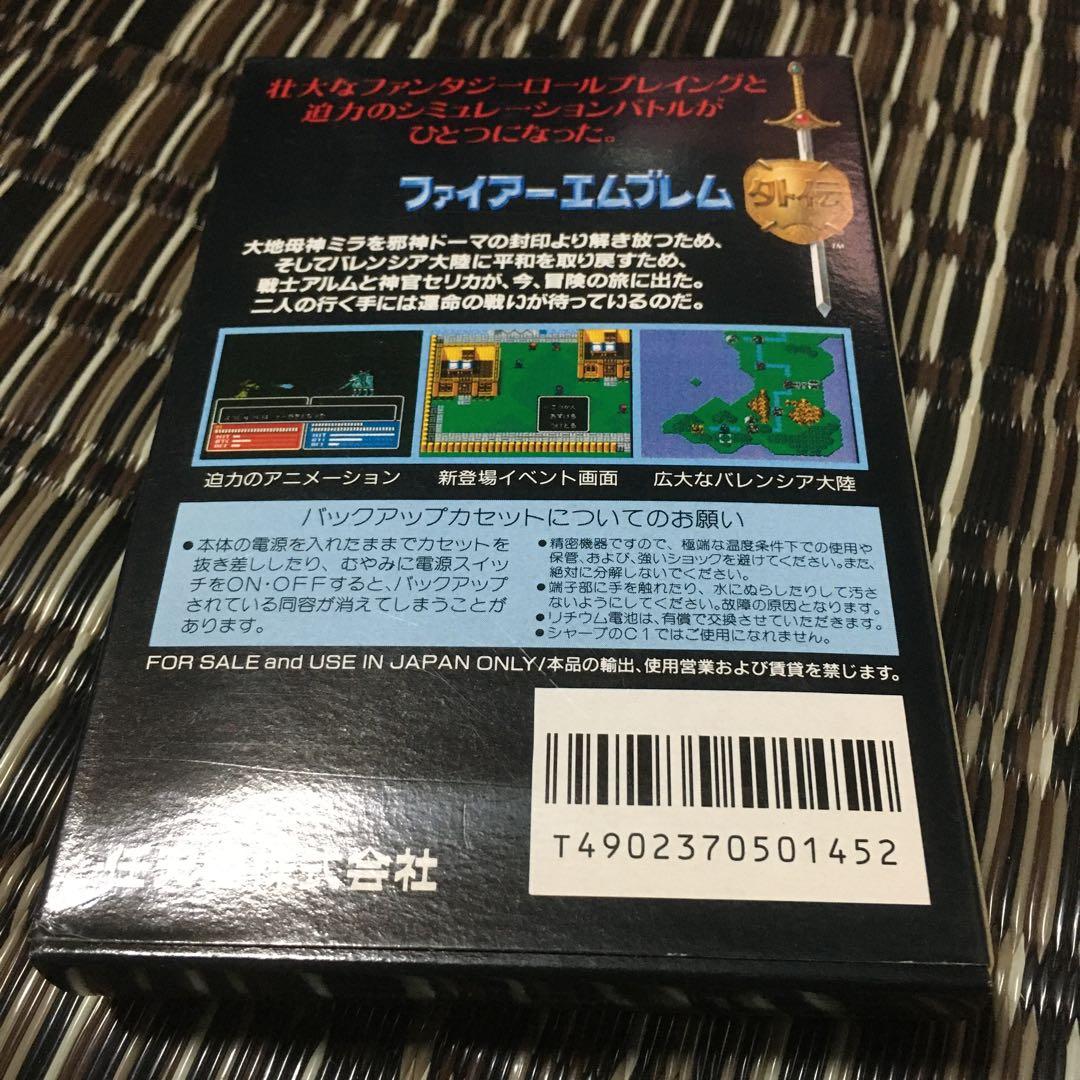 壮大なファンタジーロールプレイングと
迫力のシミュレーションバトルが
ひとつになった。
ファイアーエムブレム 外伝
TM
大地母神ミラを邪神ドーマの封印より解き放つため、
そしてバレンシア大陸に平和を取り戻すため、
戦士アルムと神官セリカが、今、冒険の旅に出た。
二人の行く手には運命の戦いが待っているのだ。
迫力のアニメーション
新登場イベント画面
広大なバレンシア大陸
バックアップカセットについてのお願い
●本体の電源を入れたままでカセットを
抜き差ししたり、むやみに電源スイッ
チをON・OFFすると、バックアップ
されている同容が消えてしまうことが
あります。
●精密機器ですので、極端な温度条件下での使用や
保管、および、強いショックを避けてください。また、
絶対に分解しないでください。
●端子部に手を触れたり、水にぬらしたりして汚さ
ないようにしてください。故障の原因となります。
●リチウム電池は、有償で交換させていただきます。
●シャープのC1ではご使用になれません。
FOR SALE and USE IN JAPAN ONLY/本品の輸出、使用営業および賃貸を禁じます。
T4902370501452
式会社